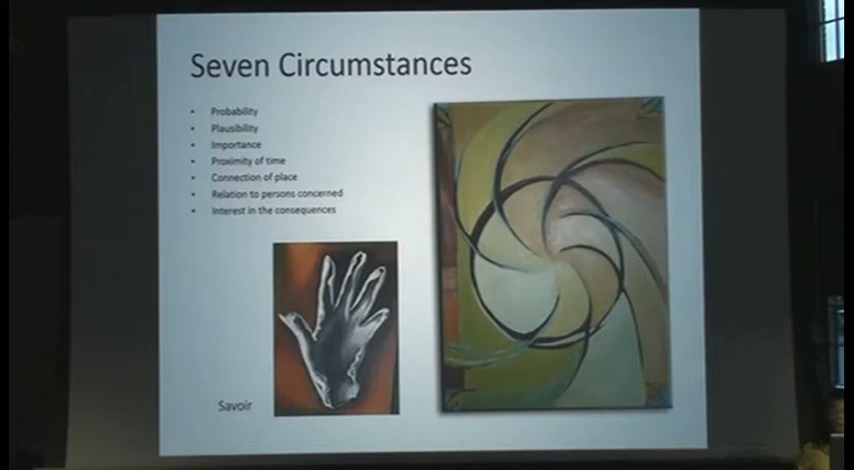 Seven Circumstances
• Probability
• Plausibility
• Importance
• Proximity of time
• Connection of place
• Relation to persons concerned
• Interest in the consequences
Savoir